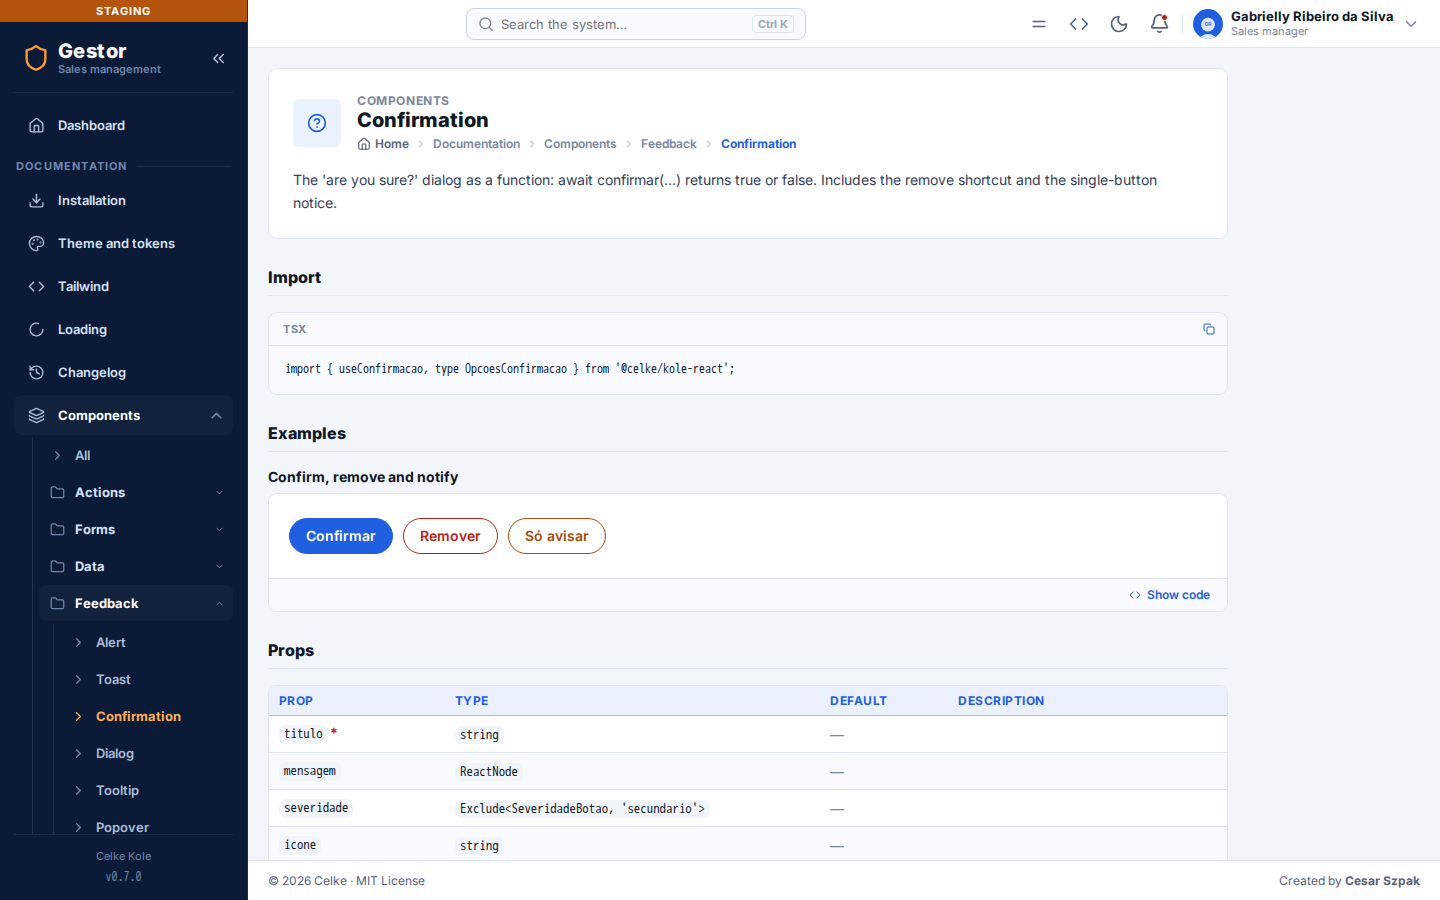 STAGING
Gestor
Sales management
Dashboard
DOCUMENTATION
Installation
Theme and tokens
Tailwind
Loading
Changelog
Components
All
Actions
Forms
Data
Feedback
Alert
Toast
Confirmation
Dialog
Tooltip
Popover
Celke Kole
v0.7.0
Search the system...
Ctrl K
GR
Gabrielly Ribeiro da Silva
Sales manager
COMPONENTS
Confirmation
Home
Documentation
Components
Feedback
Confirmation
The 'are you sure?' dialog as a function: await confirmar(...) returns true or false. Includes the remove shortcut and the single-button
notice.
Import
TSX
import { useConfirmacao, type OpcoesConfirmacao } from '@celke/kole-react';
Examples
Confirm, remove and notify
Confirmar
Remover
Só avisar
Show code
Props
PROP TYPE DEFAULT DESCRIPTION
titulo * string —
mensagem ReactNode —
severidade Exclude<SeveridadeBotao, 'secundario'> —
icone string —
© 2026 Celke · MIT License
Created by Cesar Szpak